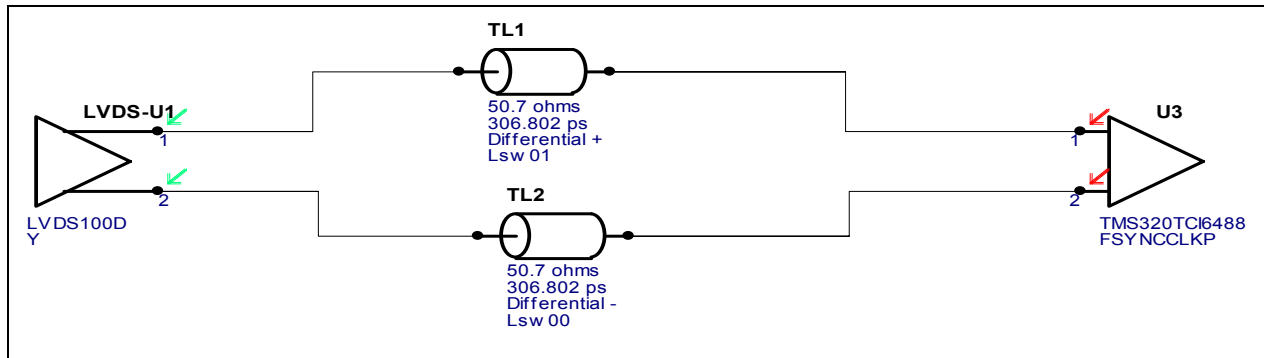 TL1
50.7 ohms
306.802 ps
Differential +
Lsw 01
LVDS-U1
1
2
LVDS100D
Y
TL2
50.7 ohms
306.802 ps
Differential -
Lsw 00
U3
1
2
TMS320TCI6488
FSYNCCLKP